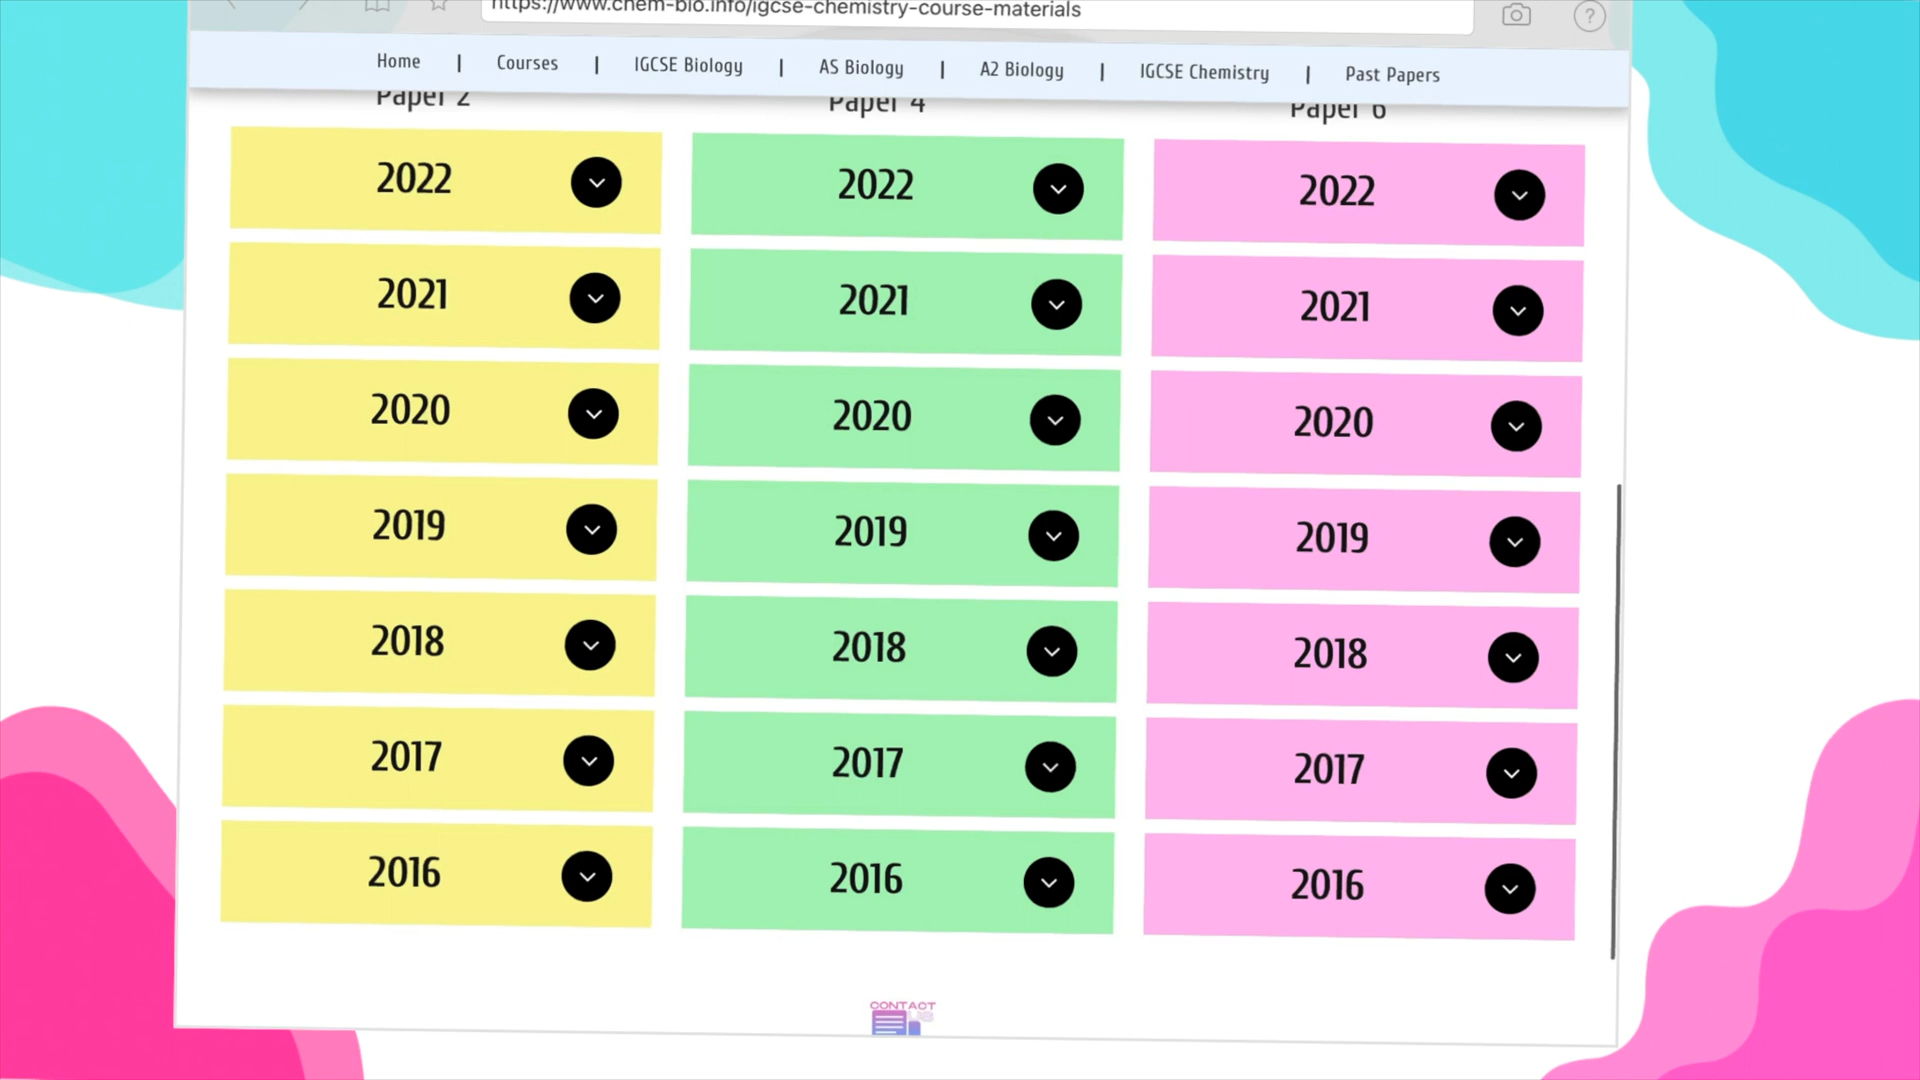 https://www.chem-bio.info/igcse-chemistry-course-materials
?
Home | Courses | IGCSE Biology | AS Biology | A2 Biology | IGCSE Chemistry | Past Papers
Paper 2 Paper 4 Paper 6
2022 2022 2022
2021 2021 2021
2020 2020 2020
2019 2019 2019
2018 2018 2018
2017 2017 2017
2016 2016 2016
CONTACT
US